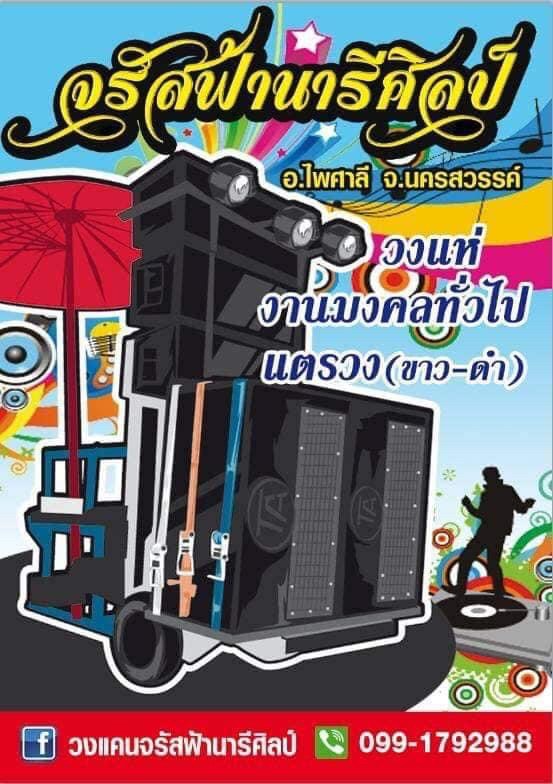 จรัสฟ้านารีศิลป์
อ.ไพศาลี จ.นครสวรรค์
วงแห่
งานมงคลทั่วไป
แตรวง(ขาว-ดำ)
TA
TA
f วงแคนจรัสฟ้านารีศิลป์ 099-1792988